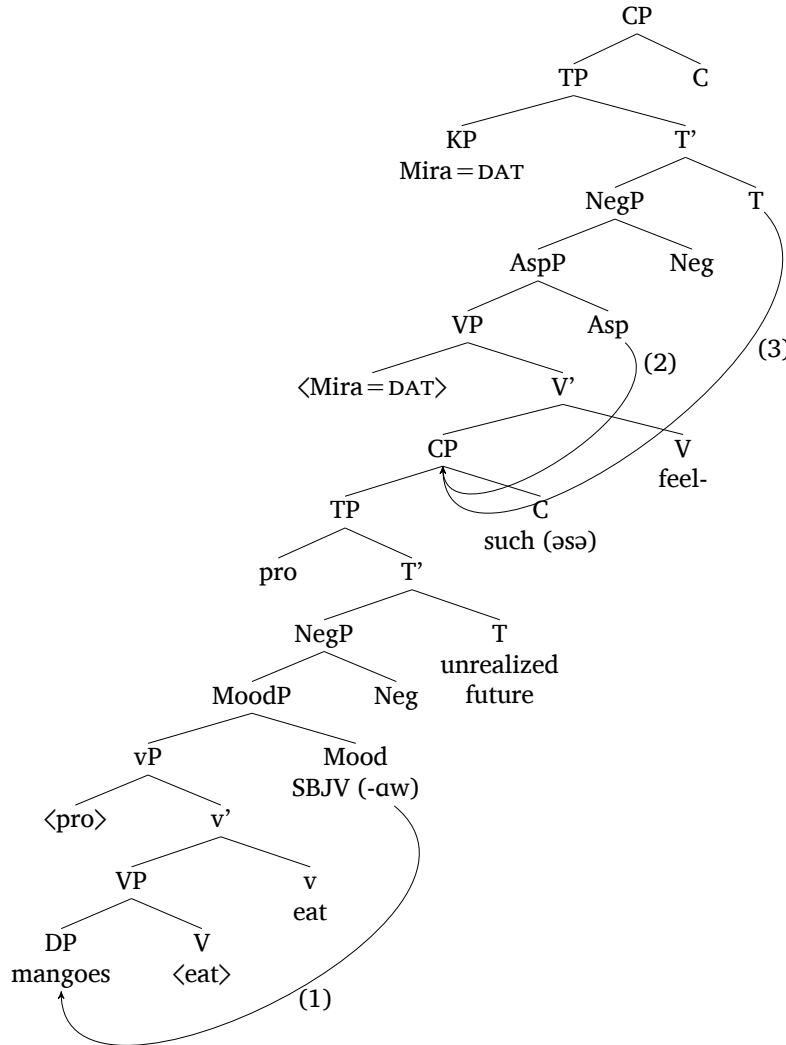 CP
TP C
KP T'
Mira=DAT
NegP T
AspP Neg
VP Asp
(2) (3)
⟨Mira=DAT⟩ V'
CP V
feel-
TP C
such (əsə)
pro T'
NegP T
unrealized
future
MoodP Neg
vP Mood
SBJV (-ɑw)
⟨pro⟩ v'
VP v
eat
DP V
mangoes ⟨eat⟩
(1)